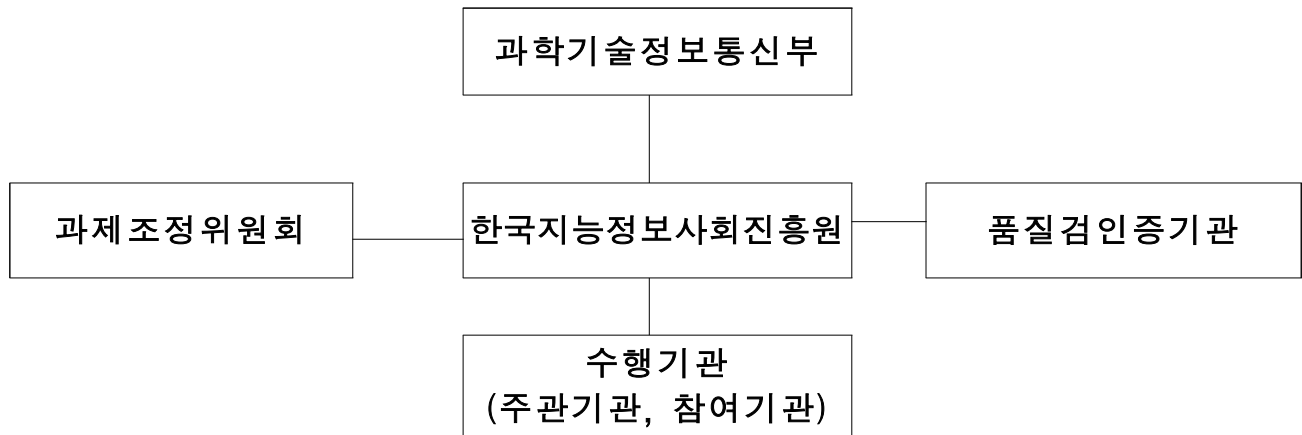 과학기술정보통신부
과제조정위원회
한국지능정보사회진흥원
품질검인증기관
수행기관
(주관기관, 참여기관)